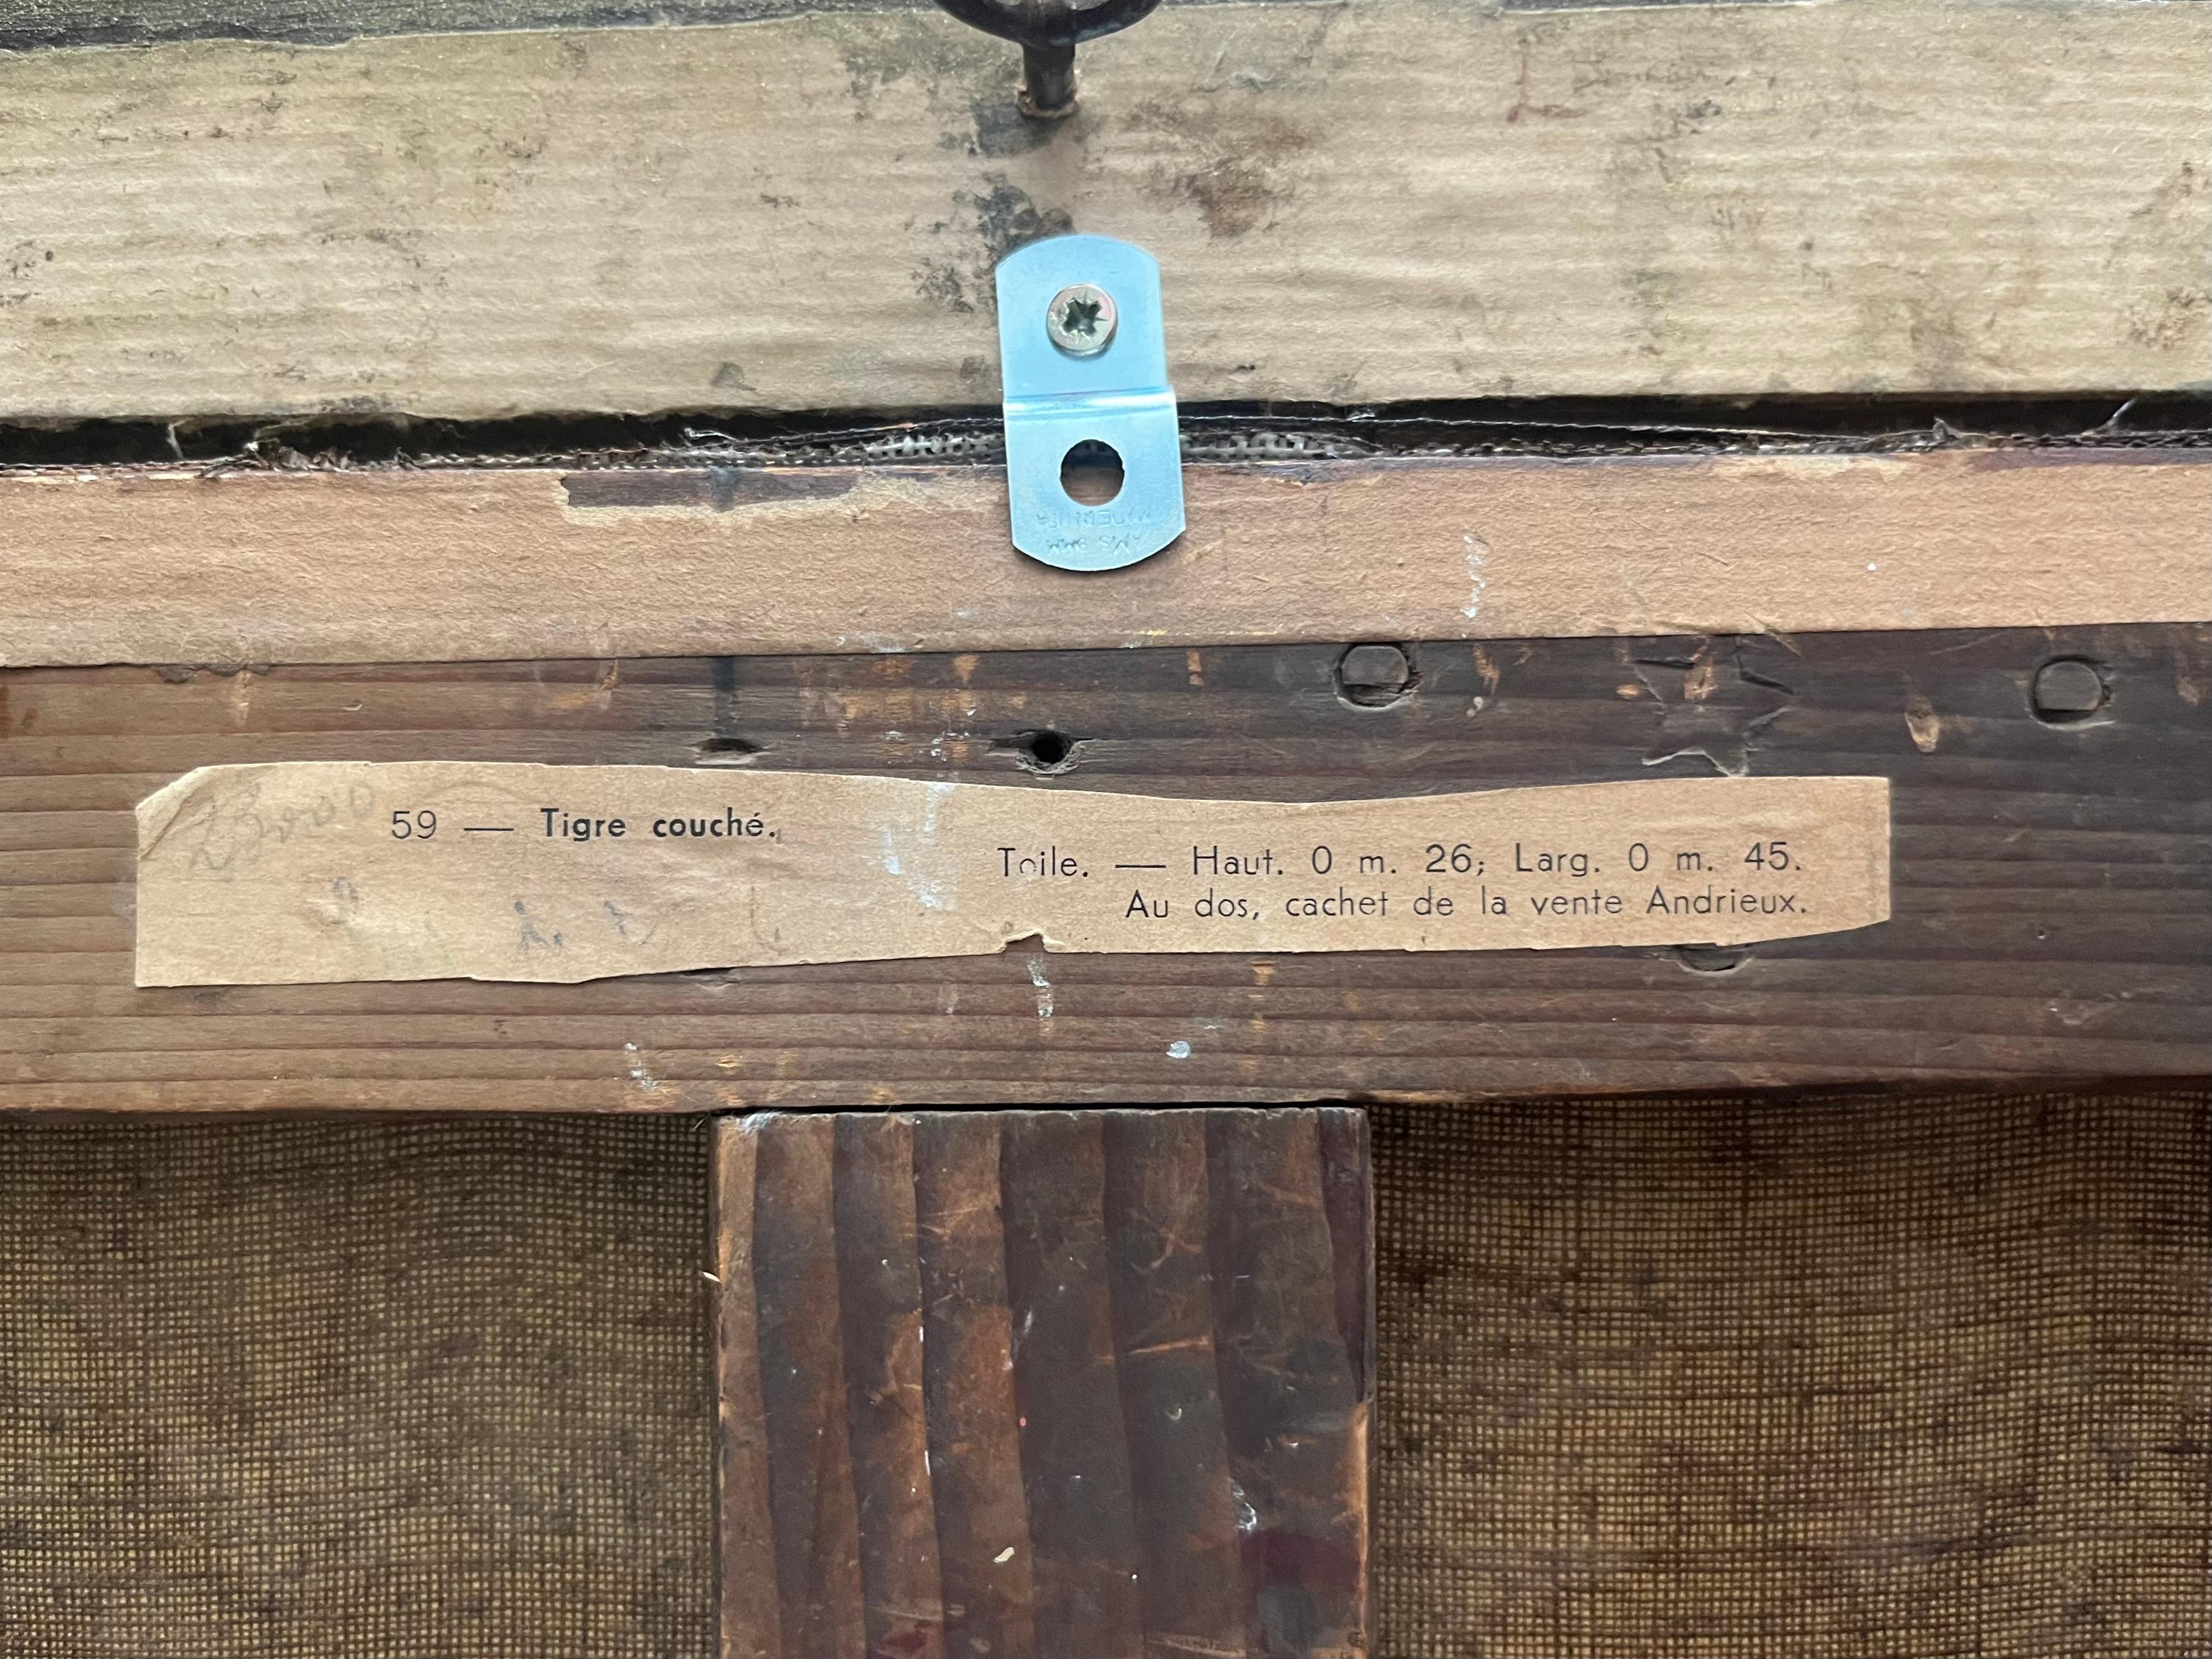 59 — Tigre couché.
Toile. — Haut. 0 m. 26; Larg. 0 m. 45.
Au dos, cachet de la vente Andrieux.